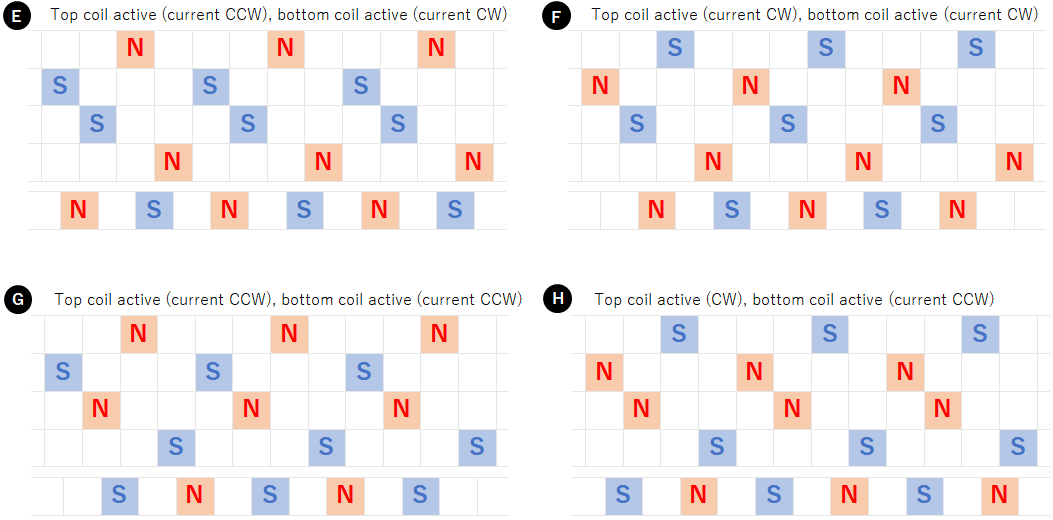 E Top coil active (current CCW), bottom coil active (current CW)
N N N
S S S
S S S
N N N
N S N S N S
F Top coil active (current CW), bottom coil active (current CW)
S S S
N N N
S S S
N N N
N S N S N
G Top coil active (current CCW), bottom coil active (current CCW)
N N N
S S S
N N N
S S S
S N S N S
H Top coil active (CW), bottom coil active (current CCW)
S S S
N N N
N N N
S S S
S N S N S N